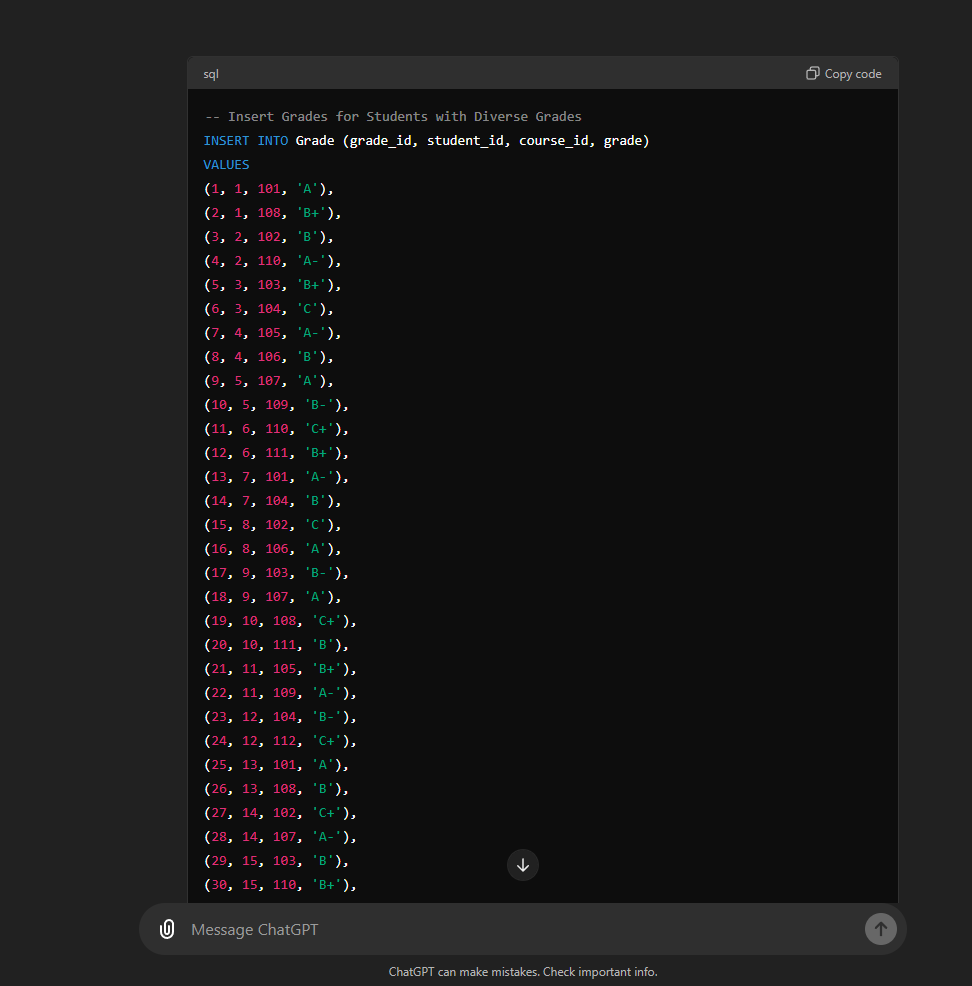 sql Copy code
-- Insert Grades for Students with Diverse Grades
INSERT INTO Grade (grade_id, student_id, course_id, grade)
VALUES
(1, 1, 101, 'A'),
(2, 1, 108, 'B+'),
(3, 2, 102, 'B'),
(4, 2, 110, 'A-'),
(5, 3, 103, 'B+'),
(6, 3, 104, 'C'),
(7, 4, 105, 'A-'),
(8, 4, 106, 'B'),
(9, 5, 107, 'A'),
(10, 5, 109, 'B-'),
(11, 6, 110, 'C+'),
(12, 6, 111, 'B+'),
(13, 7, 101, 'A-'),
(14, 7, 104, 'B'),
(15, 8, 102, 'C'),
(16, 8, 106, 'A'),
(17, 9, 103, 'B-'),
(18, 9, 107, 'A'),
(19, 10, 108, 'C+'),
(20, 10, 111, 'B'),
(21, 11, 105, 'B+'),
(22, 11, 109, 'A-'),
(23, 12, 104, 'B-'),
(24, 12, 112, 'C+'),
(25, 13, 101, 'A'),
(26, 13, 108, 'B'),
(27, 14, 102, 'C+'),
(28, 14, 107, 'A-'),
(29, 15, 103, 'B'),
(30, 15, 110, 'B+'),
Message ChatGPT
ChatGPT can make mistakes. Check important info.